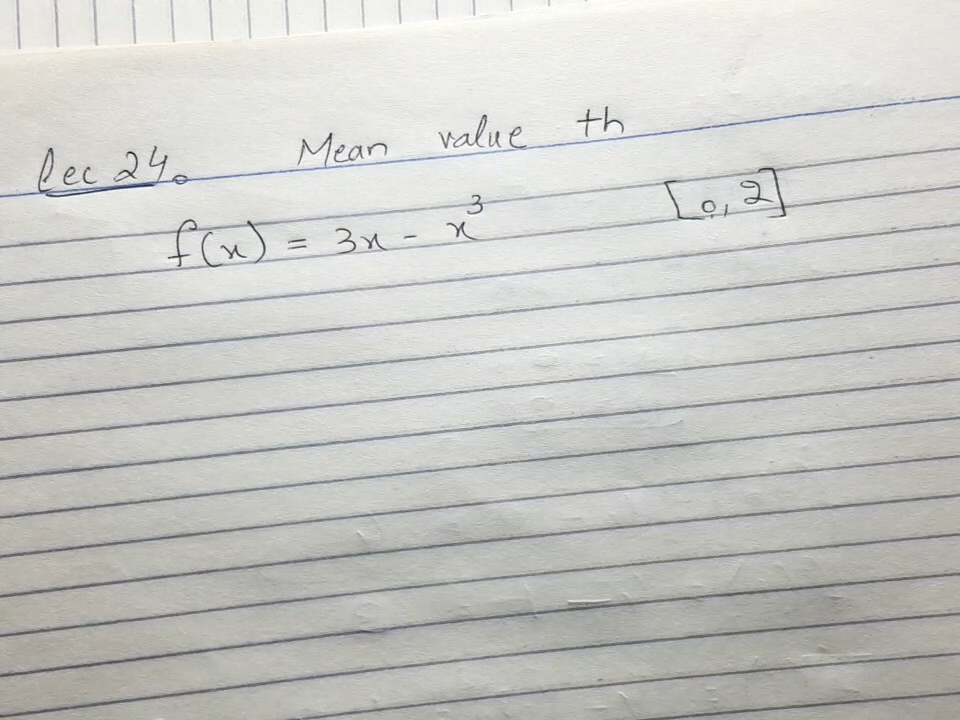 Lec 24. Mean value th
f(x) = 3x - x³ [0, 2]